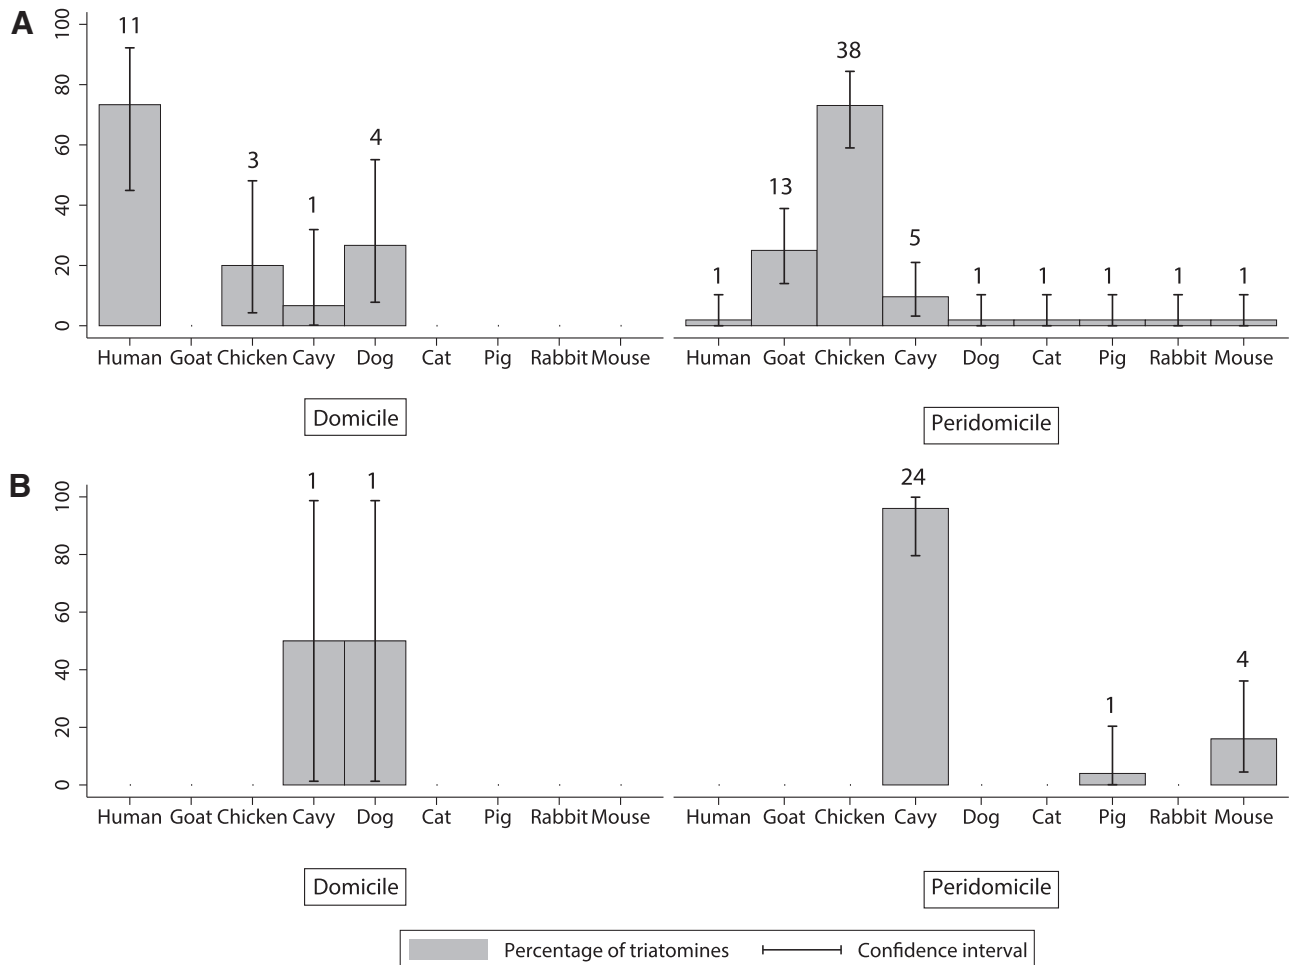 A
100
80
60
40
20
0
11
3
1
4
Human Goat Chicken Cavy Dog Cat Pig Rabbit Mouse
Domicile
1
13
38
5
1
1
1
1
1
Human Goat Chicken Cavy Dog Cat Pig Rabbit Mouse
Peridomicile
B
100
80
60
40
20
0
1
1
Human Goat Chicken Cavy Dog Cat Pig Rabbit Mouse
Domicile
24
1
4
Human Goat Chicken Cavy Dog Cat Pig Rabbit Mouse
Peridomicile
Percentage of triatomines
Confidence interval